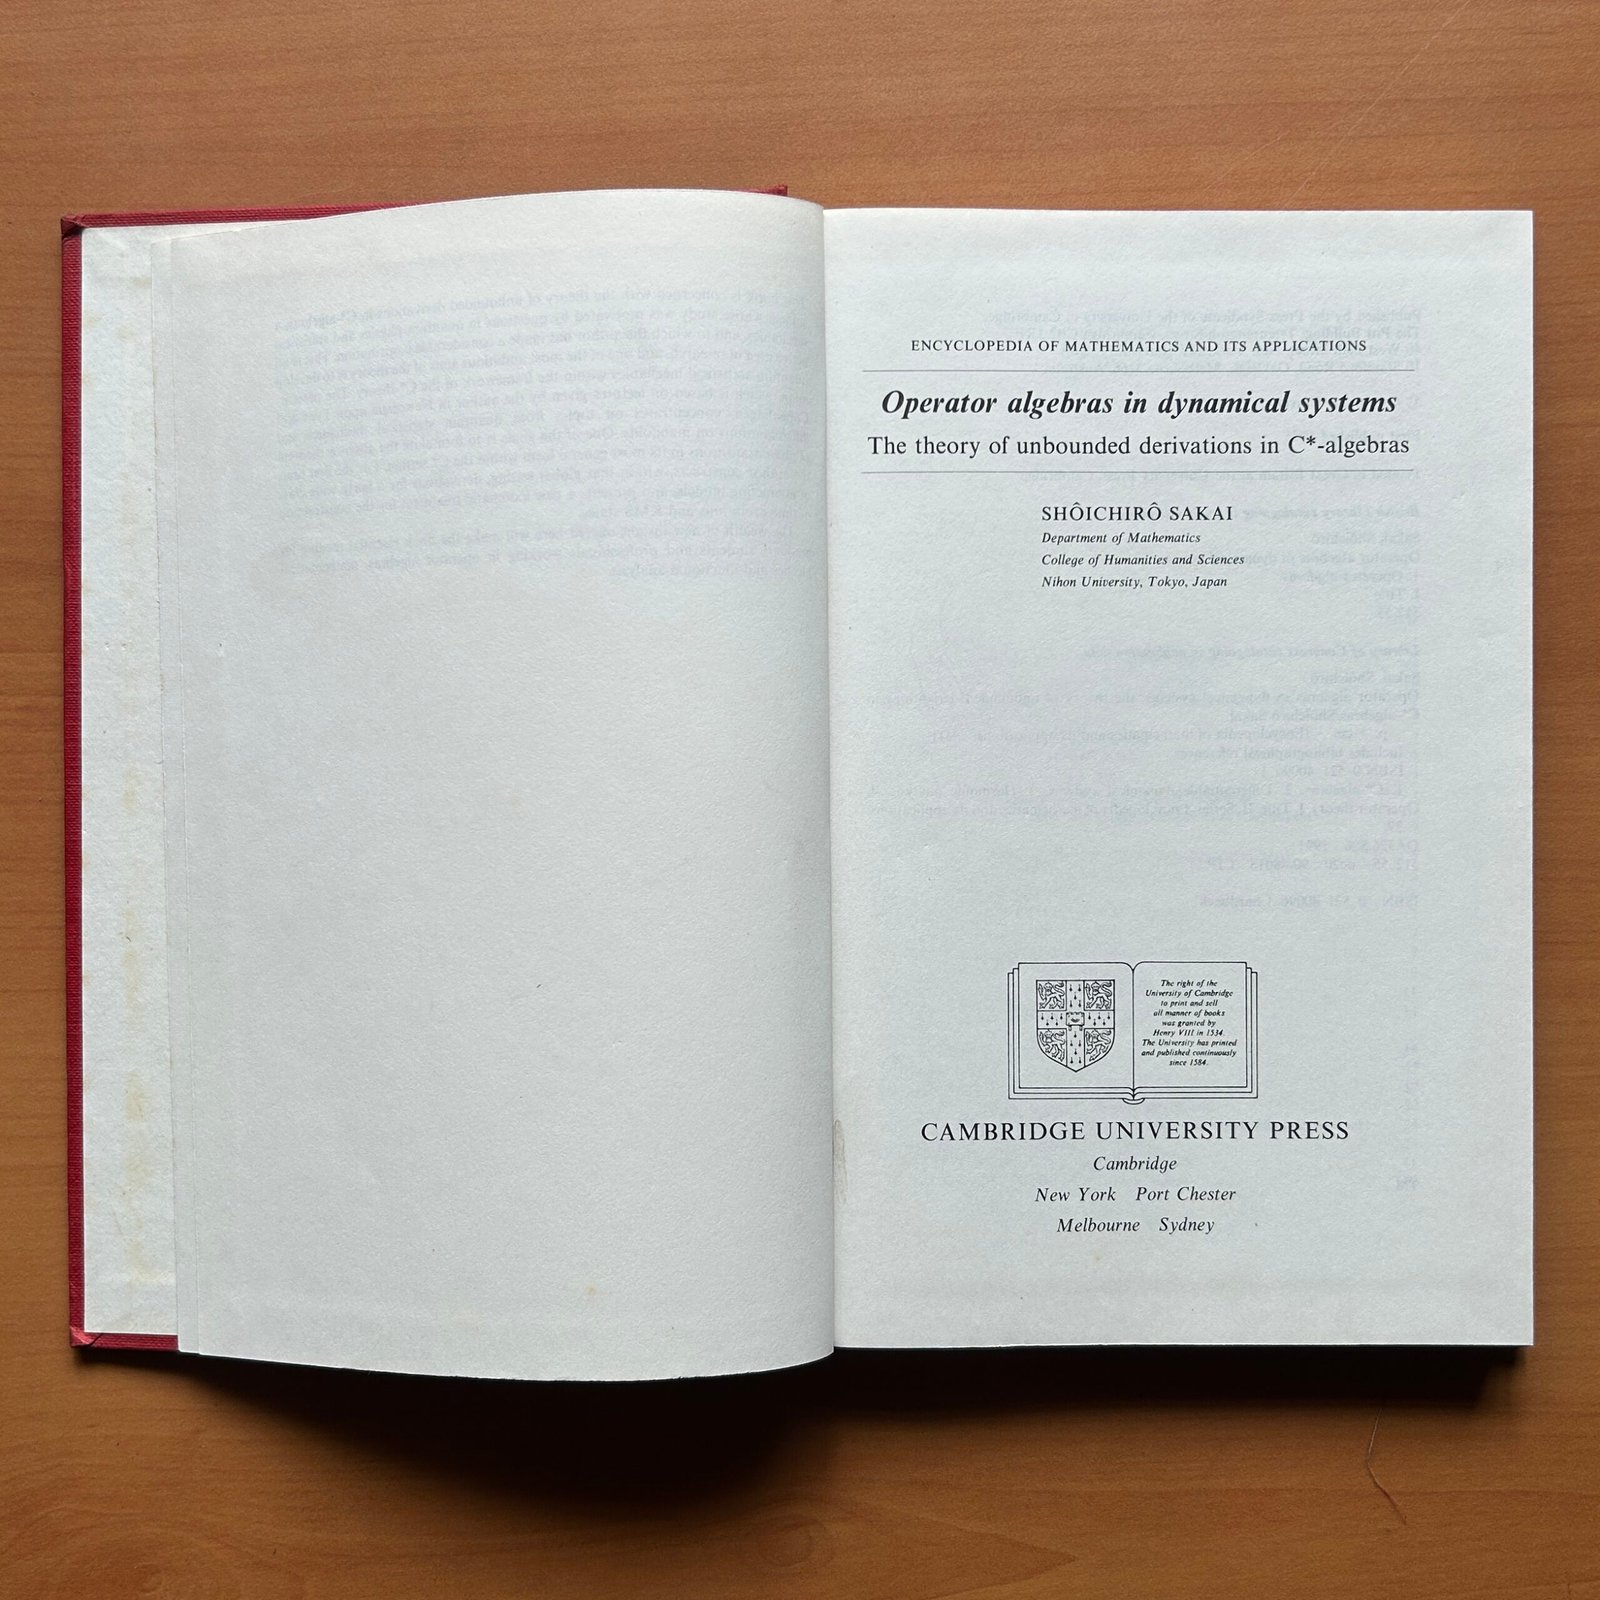 ENCYCLOPEDIA OF MATHEMATICS AND ITS APPLICATIONS
Operator algebras in dynamical systems
The theory of unbounded derivations in C*-algebras
SHÔICHIRÔ SAKAI
Department of Mathematics
College of Humanities and Sciences
Nihon University, Tokyo, Japan
The right of the
University of Cambridge
to print and sell
all manner of books
was granted by
Henry VIII in 1534.
The University has printed
and published continuously
since 1584.
CAMBRIDGE UNIVERSITY PRESS
Cambridge
New York Port Chester
Melbourne Sydney